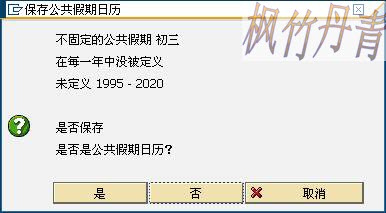 保存公共假期日历
枫竹丹青
不固定的公共假期 初三
在每一年中没被定义
未定义 1995 - 2020
是否保存
是否是公共假期日历?
是
否
取消